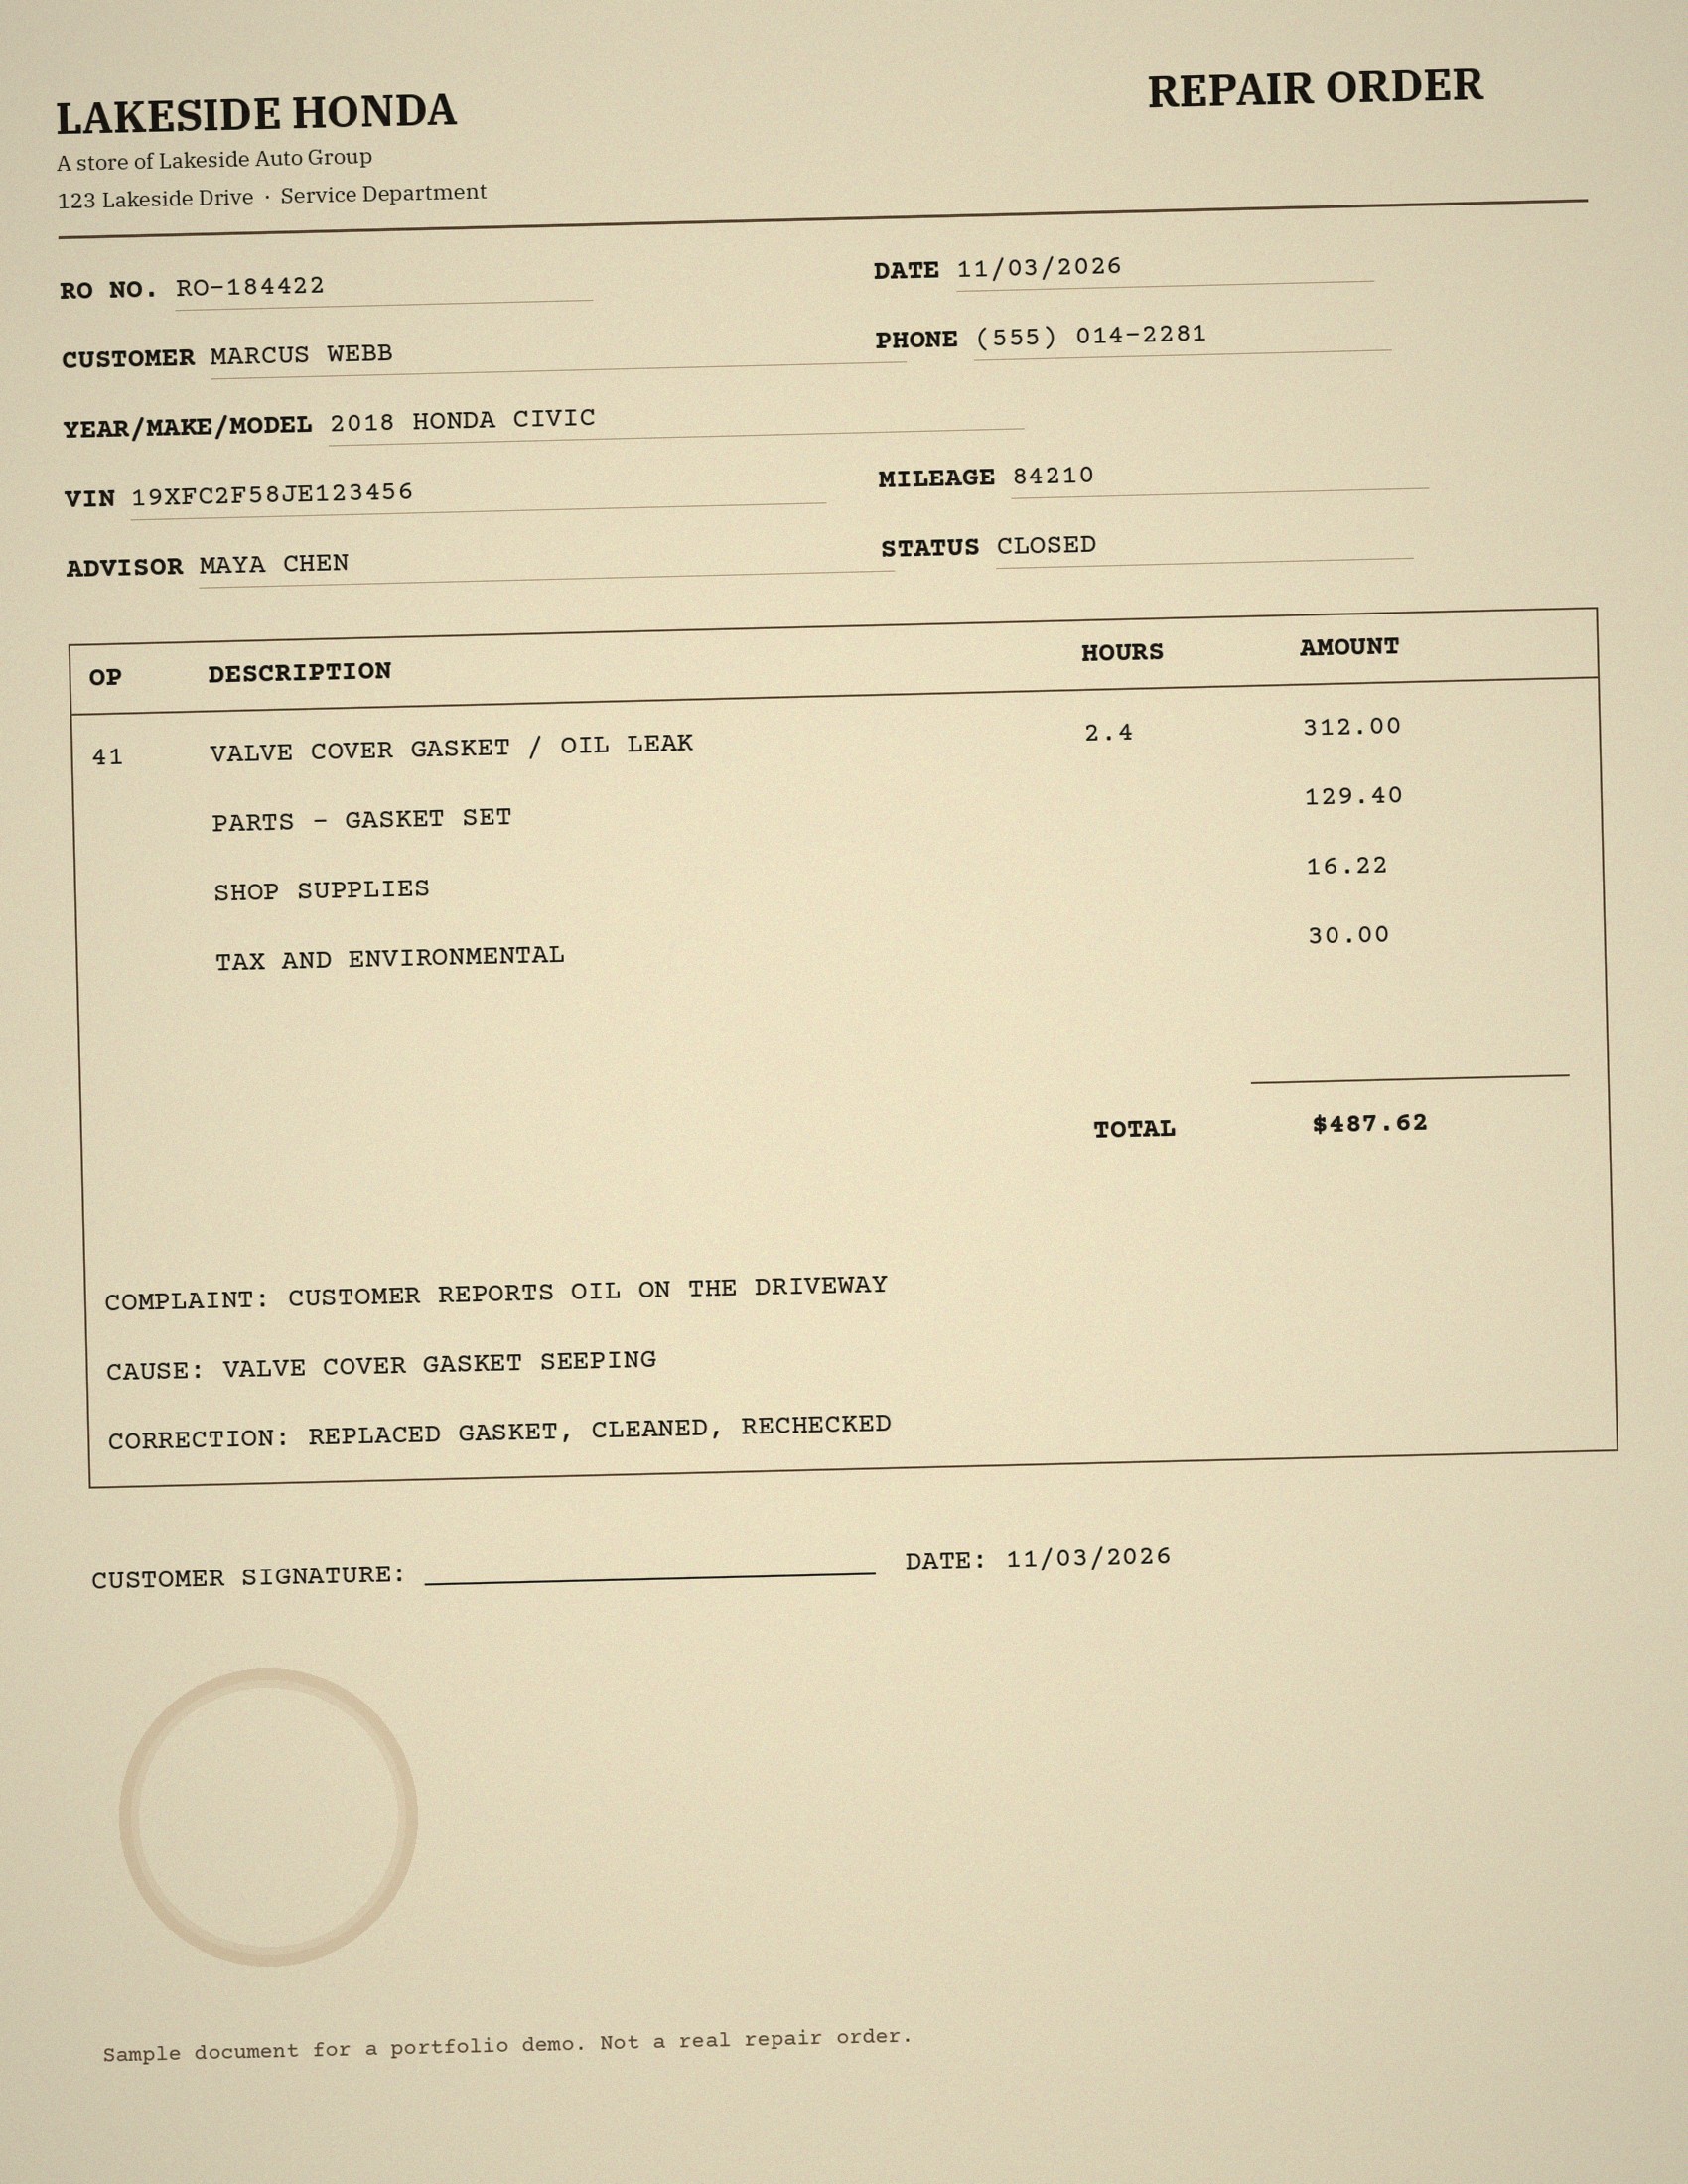 LAKESIDE HONDA
REPAIR ORDER
A store of Lakeside Auto Group
123 Lakeside Drive · Service Department
RO NO. RO-184422 DATE 11/03/2026
CUSTOMER MARCUS WEBB PHONE (555) 014-2281
YEAR/MAKE/MODEL 2018 HONDA CIVIC
VIN 19XFC2F58JE123456 MILEAGE 84210
ADVISOR MAYA CHEN STATUS CLOSED
OP DESCRIPTION HOURS AMOUNT
41 VALVE COVER GASKET / OIL LEAK 2.4 312.00
PARTS - GASKET SET 129.40
SHOP SUPPLIES 16.22
TAX AND ENVIRONMENTAL 30.00
TOTAL $487.62
COMPLAINT: CUSTOMER REPORTS OIL ON THE DRIVEWAY
CAUSE: VALVE COVER GASKET SEEPING
CORRECTION: REPLACED GASKET, CLEANED, RECHECKED
CUSTOMER SIGNATURE: DATE: 11/03/2026
Sample document for a portfolio demo. Not a real repair order.